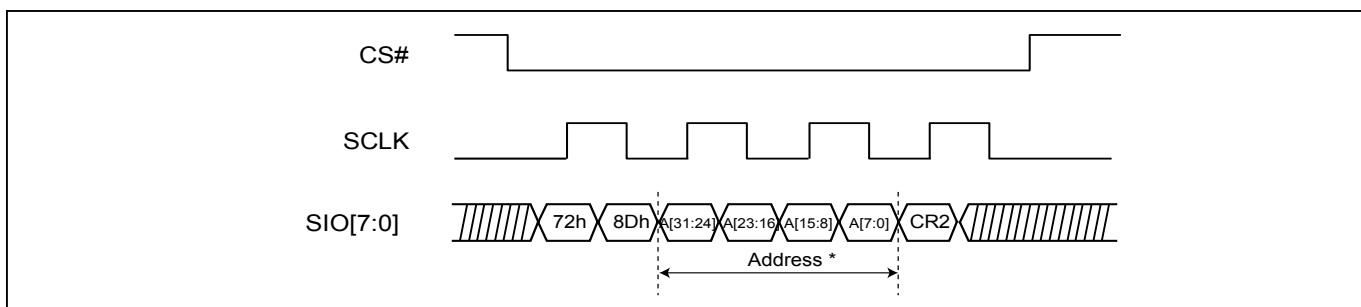 CS#
SCLK
SIO[7:0]
72h 8Dh A[31:24] A[23:16] A[15:8] A[7:0] CR2
Address *